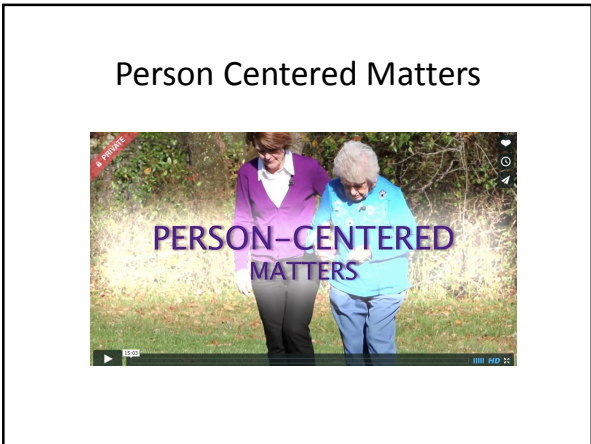 Person Centered Matters
PRIVATE
PERSON-CENTERED
MATTERS
15:03
HD